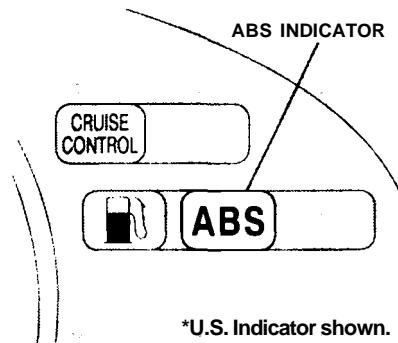 ABS INDICATOR
CRUISE
CONTROL
ABS
*U.S. Indicator shown.